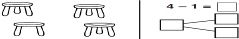 4 − 1 =